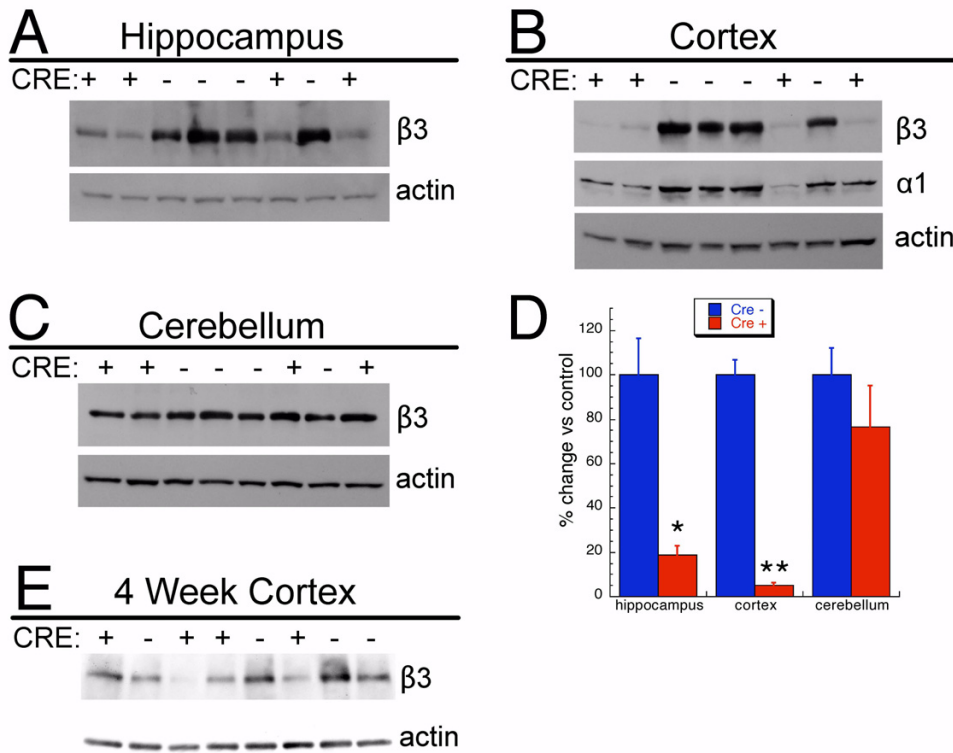 A Hippocampus
CRE: + + - - - + - +
β3
actin
B Cortex
CRE: + + - - - + - +
β3
α1
actin
C Cerebellum
CRE: + + - - - + - +
β3
actin
D
Cre -
Cre +
% change vs control
120
100
80
60
40
20
0
*
**
hippocampus cortex cerebellum
E 4 Week Cortex
CRE: + - + + - + - -
β3
actin